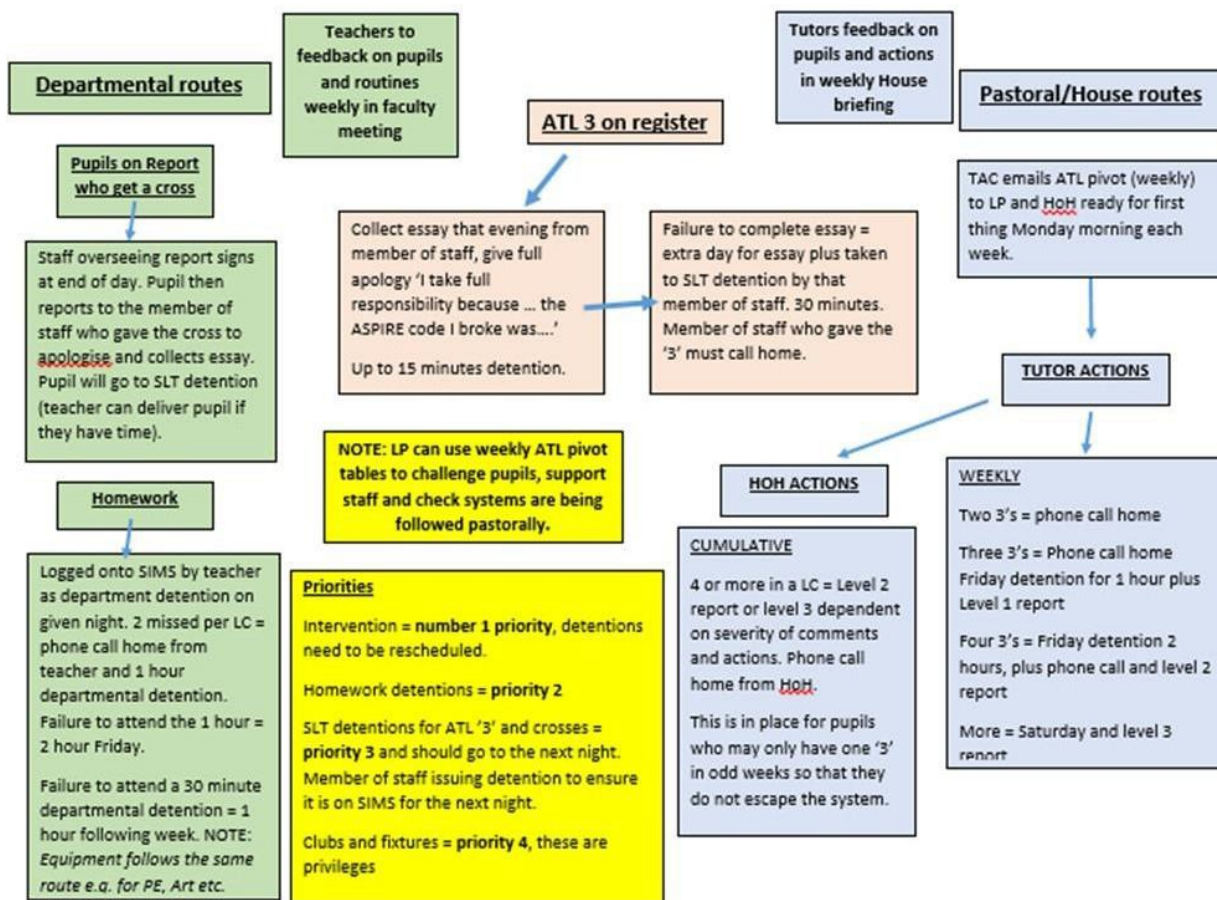 Departmental routes
Teachers to
feedback on pupils
and routines
weekly in faculty
meeting
Tutors feedback on
pupils and actions
in weekly House
briefing
Pastoral/House routes
ATL 3 on register
Pupils on Report
who get a cross
Staff overseeing report signs
at end of day. Pupil then
reports to the member of
staff who gave the cross to
apologise and collects essay.
Pupil will go to SLT detention
(teacher can deliver pupil if
they have time).
Homework
Logged onto SIMS by teacher
as department detention on
given night. 2 missed per LC =
phone call home from
teacher and 1 hour
departmental detention.
Failure to attend the 1 hour =
2 hour Friday.
Failure to attend a 30 minute
departmental detention = 1
hour following week. NOTE:
Equipment follows the same
route e.g. for PE, Art etc.
Collect essay that evening from
member of staff, give full
apology ‘I take full
responsibility because … the
ASPIRE code I broke was….’
Up to 15 minutes detention.
Failure to complete essay =
extra day for essay plus taken
to SLT detention by that
member of staff. 30 minutes.
Member of staff who gave the
‘3’ must call home.
NOTE: LP can use weekly ATL pivot
tables to challenge pupils, support
staff and check systems are being
followed pastorally.
Priorities
Intervention = number 1 priority, detentions
need to be rescheduled.
Homework detentions = priority 2
SLT detentions for ATL ‘3’ and crosses =
priority 3 and should go to the next night.
Member of staff issuing detention to ensure
it is on SIMS for the next night.
Clubs and fixtures = priority 4, these are
privileges
TAC emails ATL pivot (weekly)
to LP and HoH ready for first
thing Monday morning each
week.
TUTOR ACTIONS
HOH ACTIONS
CUMULATIVE
4 or more in a LC = Level 2
report or level 3 dependent
on severity of comments
and actions. Phone call
home from HoH.
This is in place for pupils
who may only have one ‘3’
in odd weeks so that they
do not escape the system.
WEEKLY
Two 3’s = phone call home
Three 3’s = Phone call home
Friday detention for 1 hour plus
Level 1 report
Four 3’s = Friday detention 2
hours, plus phone call and level 2
report
More = Saturday and level 3
report